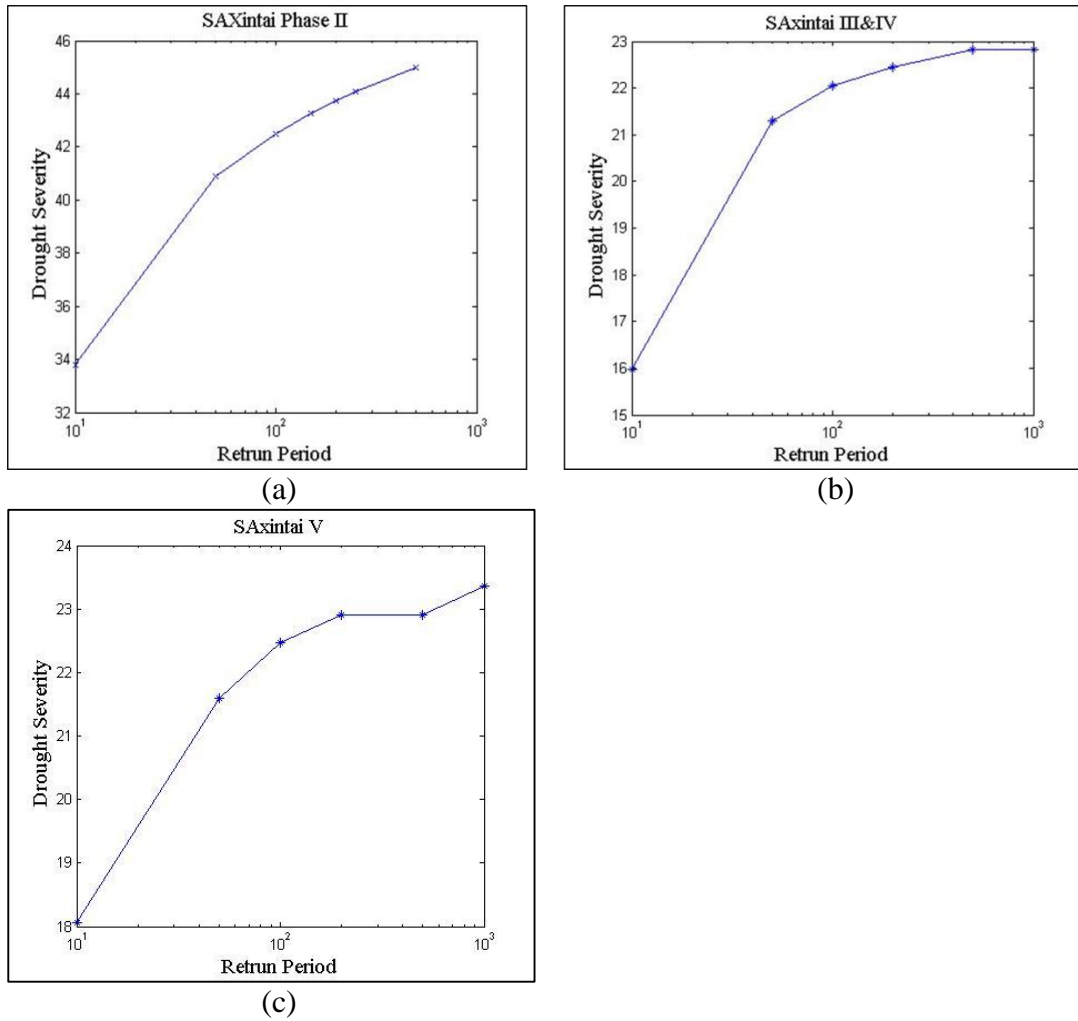 SAXintai Phase II
46
44
42
40
38
36
34
32
Drought Severity
10¹ 10² 10³
Retrun Period
(a)
SAxintai III&IV
23
22
21
20
19
18
17
16
15
Drought Severity
10¹ 10² 10³
Retrun Period
(b)
SAxintai V
24
23
22
21
20
19
18
Drought Severity
10¹ 10² 10³
Retrun Period
(c)